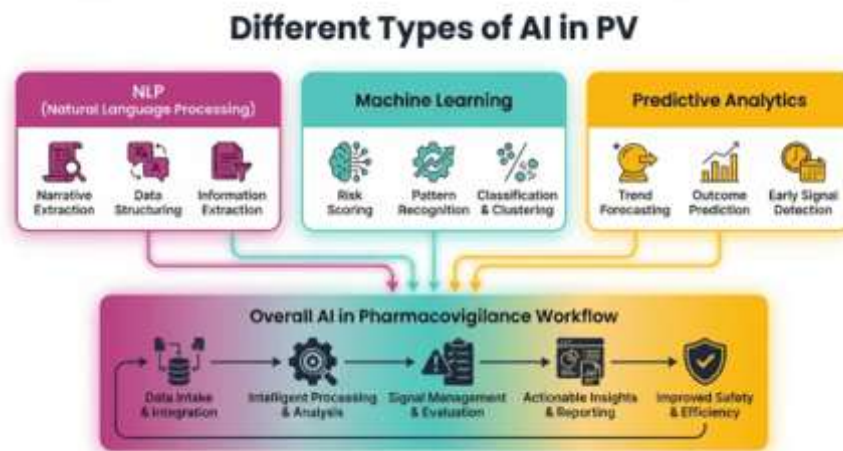 Different Types of AI in PV
NLP
(Natural Language Processing)
Narrative
Extraction
Data
Structuring
Information
Extraction
Machine Learning
Risk
Scoring
Pattern
Recognition
Classification
& Clustering
Predictive Analytics
Trend
Forecasting
Outcome
Prediction
Early Signal
Detection
Overall AI in Pharmacovigilance Workflow
Data Intake
& Integration
Intelligent Processing
& Analysis
Signal Management
& Evaluation
Actionable Insights
& Reporting
Improved Safety
& Efficiency